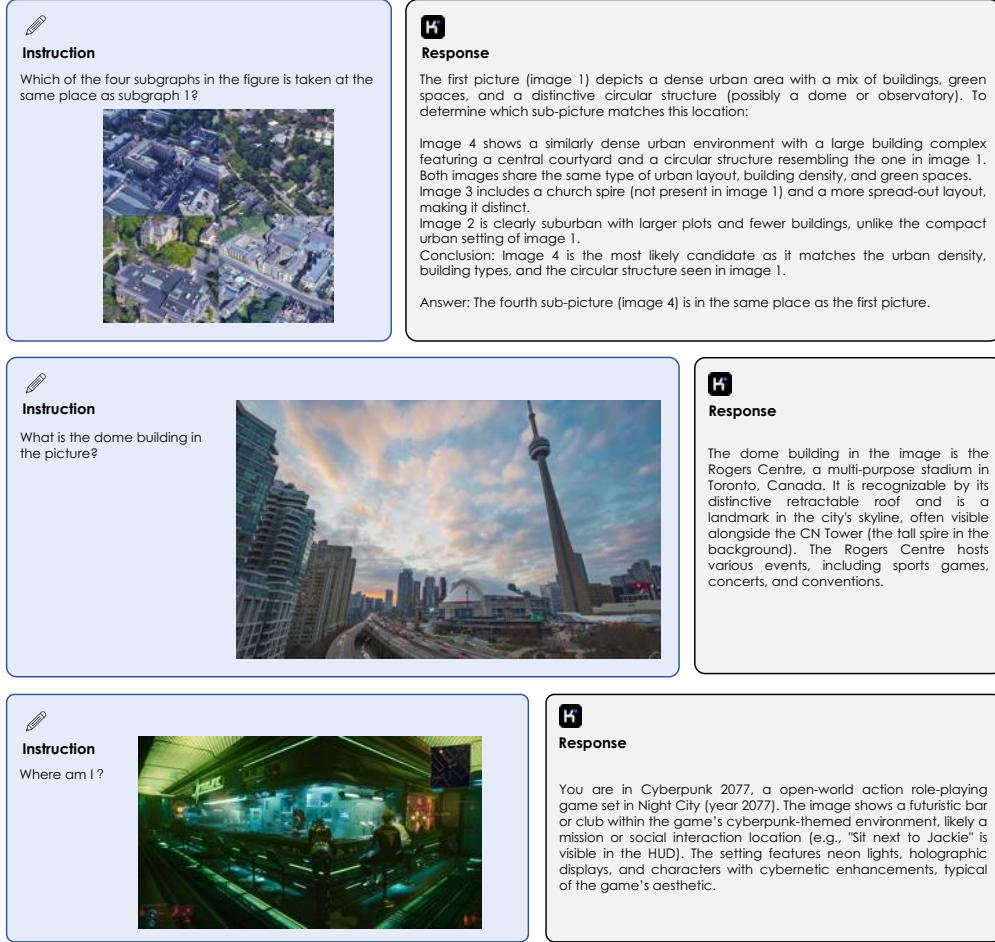 Instruction
Which of the four subgraphs in the figure is taken at the
same place as subgraph 1?
Response
The first picture (image 1) depicts a dense urban area with a mix of buildings, green
spaces, and a distinctive circular structure (possibly a dome or observatory). To
determine which sub-picture matches this location:
Image 4 shows a similarly dense urban environment with a large building complex
featuring a central courtyard and a circular structure resembling the one in image 1.
Both images share the same type of urban layout, building density, and green spaces.
Image 3 includes a church spire (not present in image 1) and a more spread-out layout,
making it distinct.
Image 2 is clearly suburban with larger plots and fewer buildings, unlike the compact
urban setting of image 1.
Conclusion: Image 4 is the most likely candidate as it matches the urban density,
building types, and the circular structure seen in image 1.
Answer: The fourth sub-picture (image 4) is in the same place as the first picture.
Instruction
What is the dome building in
the picture?
Response
The dome building in the image is the
Rogers Centre, a multi-purpose stadium in
Toronto, Canada. It is recognizable by its
distinctive retractable roof and is a
landmark in the city's skyline, often visible
alongside the CN Tower (the tall spire in the
background). The Rogers Centre hosts
various events, including sports games,
concerts, and conventions.
Instruction
Where am I ?
Response
You are in Cyberpunk 2077, a open-world action role-playing
game set in Night City (year 2077). The image shows a futuristic bar
or club within the game's cyberpunk-themed environment, likely a
mission or social interaction location (e.g., "Sit next to Jackie" is
visible in the HUD). The setting features neon lights, holographic
displays, and characters with cybernetic enhancements, typical
of the game's aesthetic.